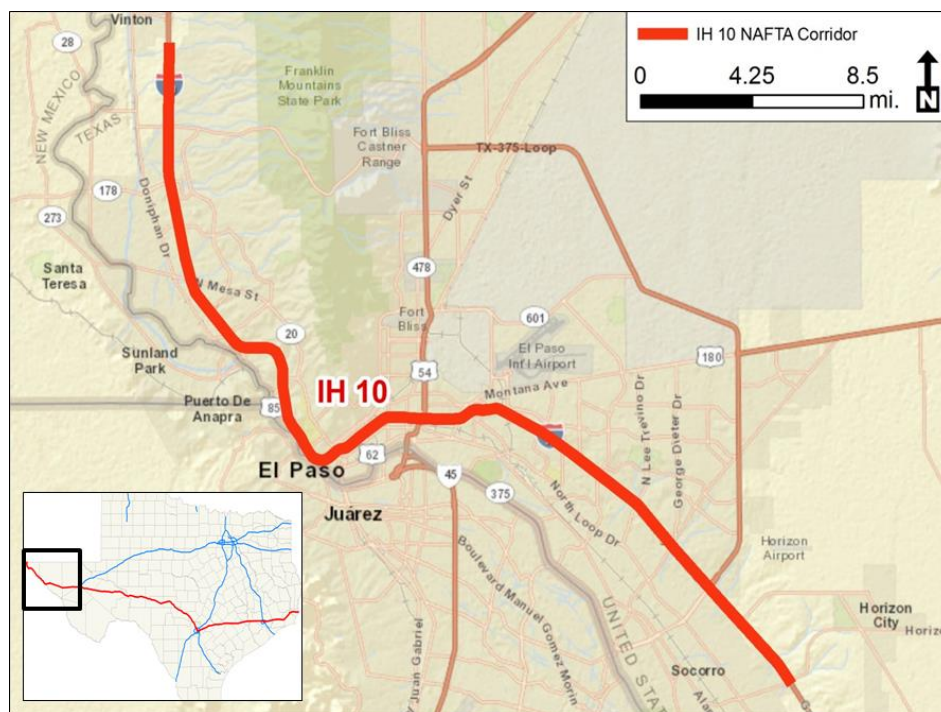 Vinton
28
NEW MEXICO
TEXAS
Franklin
Mountains
State Park
Fort Bliss
Castner
Range
IH 10 NAFTA Corridor
0
4.25
8.5
mi.
N
TX-375-Loop
Dyer St
178
273
Doniphan Dr
Santa
Teresa
N Mesa St
478
20
Fort
Bliss
601
El Paso
Int'l Airport
180
Sunland
Park
54
Montana Ave
Puerto De
Anapra
85
IH 10
N Lee Trevino Dr
George Dieter Dr
62
El Paso
45
375
Juárez
North Loop Dr
Horizon
Airport
Boulevard Manuel Gomez Morin
UNITED STA
Horizon
City
Horizo
Socorro
Juan Gabriel